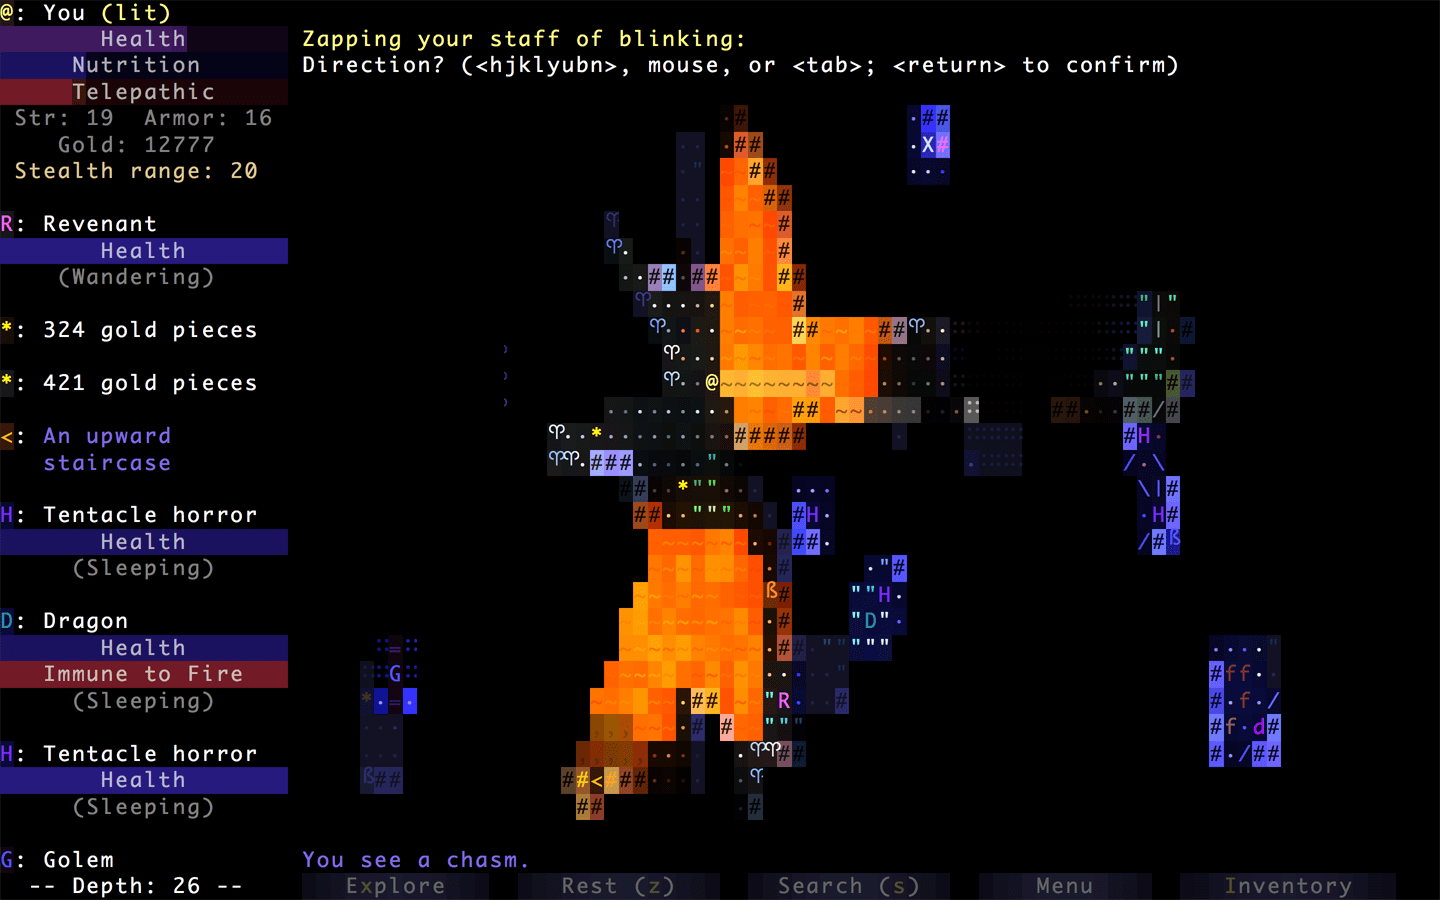 @: You (lit)
Health
Nutrition
Telepathic
Str: 19 Armor: 16
Gold: 12777
Stealth range: 20
R: Revenant
Health
(Wandering)
*: 324 gold pieces
*: 421 gold pieces
<: An upward
staircase
H: Tentacle horror
Health
(Sleeping)
D: Dragon
Health
Immune to Fire
(Sleeping)
H: Tentacle horror
Health
(Sleeping)
G: Golem
-- Depth: 26 --
Zapping your staff of blinking:
Direction? (<hjklyubn>, mouse, or <tab>; <return> to confirm)
You see a chasm.
Explore
Rest (z)
Search (s)
Menu
Inventory